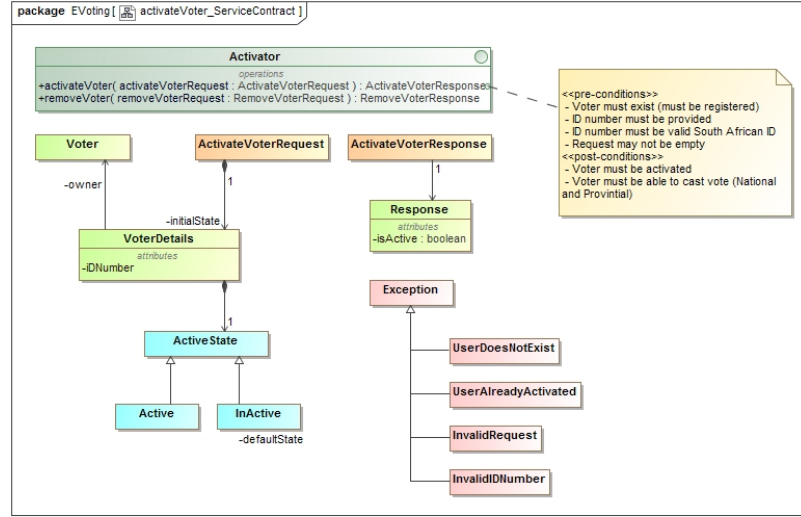 package EVoting [ activateVoter_ServiceContract ]
Activator
operations
+activateVoter( activateVoterRequest : ActivateVoterRequest ) : ActivateVoterResponse
+removeVoter( removeVoterRequest : RemoveVoterRequest ) : RemoveVoterResponse
<<pre-conditions>>
- Voter must exist (must be registered)
- ID number must be provided
- ID number must be valid South African ID
- Request may not be empty
<<post-conditions>>
- Voter must be activated
- Voter must be able to cast vote (National
and Provintial)
Voter
ActivateVoterRequest
ActivateVoterResponse
1
1
-owner
-initialState
Response
attributes
-isActive : boolean
VoterDetails
attributes
-iDNumber
Exception
1
ActiveState
UserDoesNotExist
UserAlreadyActivated
Active
InActive
-defaultState
InvalidRequest
InvalidIDNumber